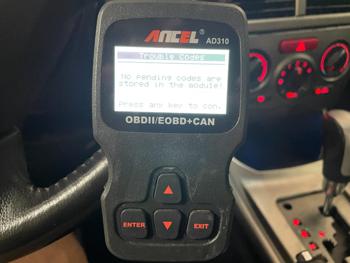 ANCEL®
AD310
Trouble Codes
No pending codes are
stored in the module!
Press any key to con.
OBDII/EOBD+CAN
ENTER
EXIT